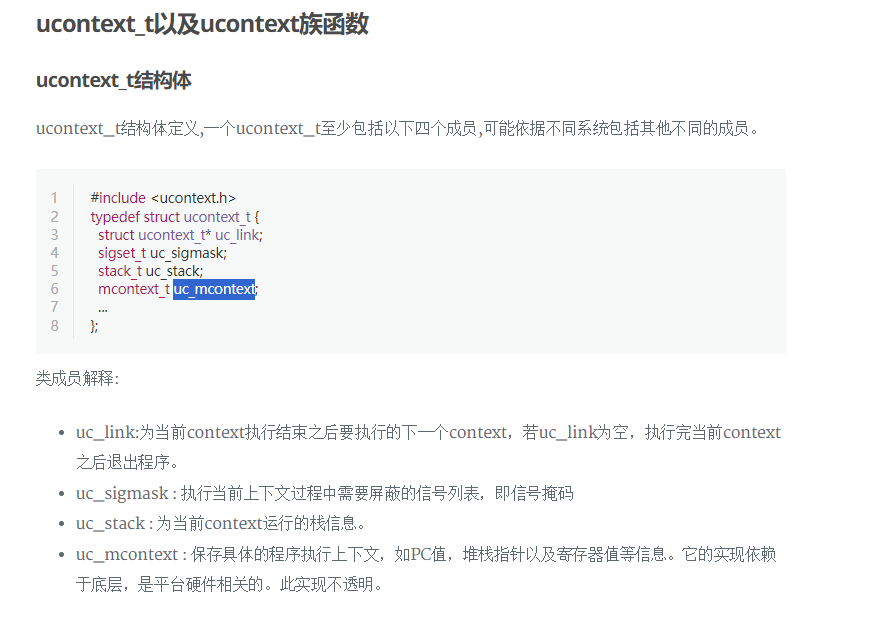 ucontext_t以及ucontext族函数
ucontext_t结构体
ucontext_t结构体定义,一个ucontext_t至少包括以下四个成员,可能依据不同系统包括其他不同的成员。
1 #include <ucontext.h>
2 typedef struct ucontext_t {
3 struct ucontext_t* uc_link;
4 sigset_t uc_sigmask;
5 stack_t uc_stack;
6 mcontext_t uc_mcontext;
7 ...
8 };
类成员解释:
• uc_link:为当前context执行结束之后要执行的下一个context，若uc_link为空，执行完当前context
之后退出程序。
• uc_sigmask : 执行当前上下文过程中需要屏蔽的信号列表，即信号掩码
• uc_stack : 为当前context运行的栈信息。
• uc_mcontext : 保存具体的程序执行上下文，如PC值，堆栈指针以及寄存器值等信息。它的实现依赖
于底层，是平台硬件相关的。此实现不透明。